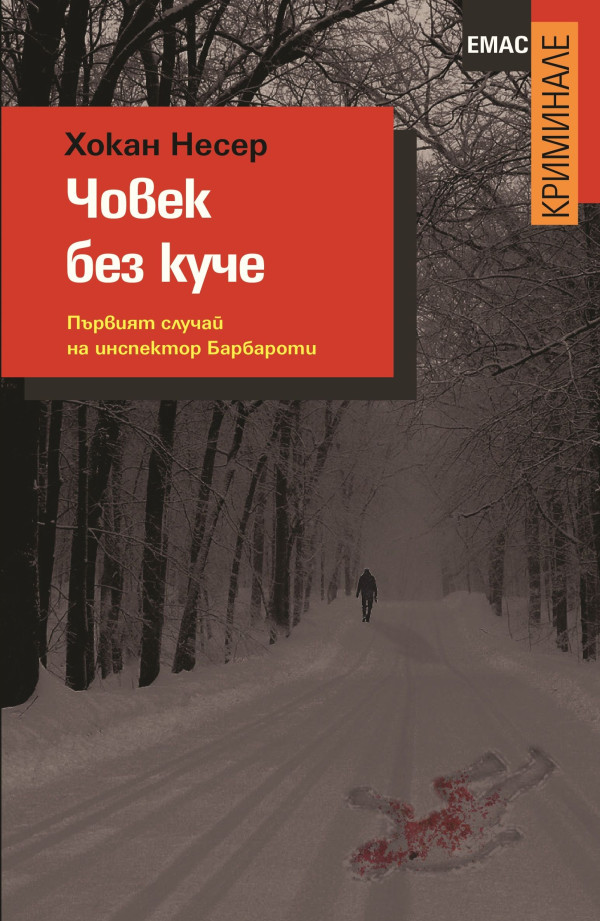 ЕМАС
КРИМИНАЛЕ
Хокан Несер
Човек
без куче
Първият случай
на инспектор Барбароти